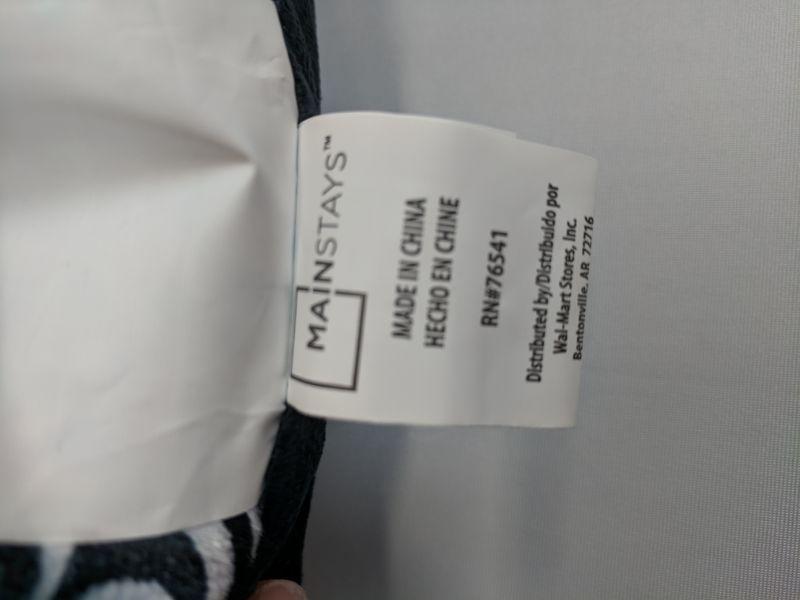 MAINSTAYS™
MADE IN CHINA
HECHO EN CHINE
RN#76541
Distributed by/Distribuido por
Wal-Mart Stores, Inc.
Bentonville, AR 72716